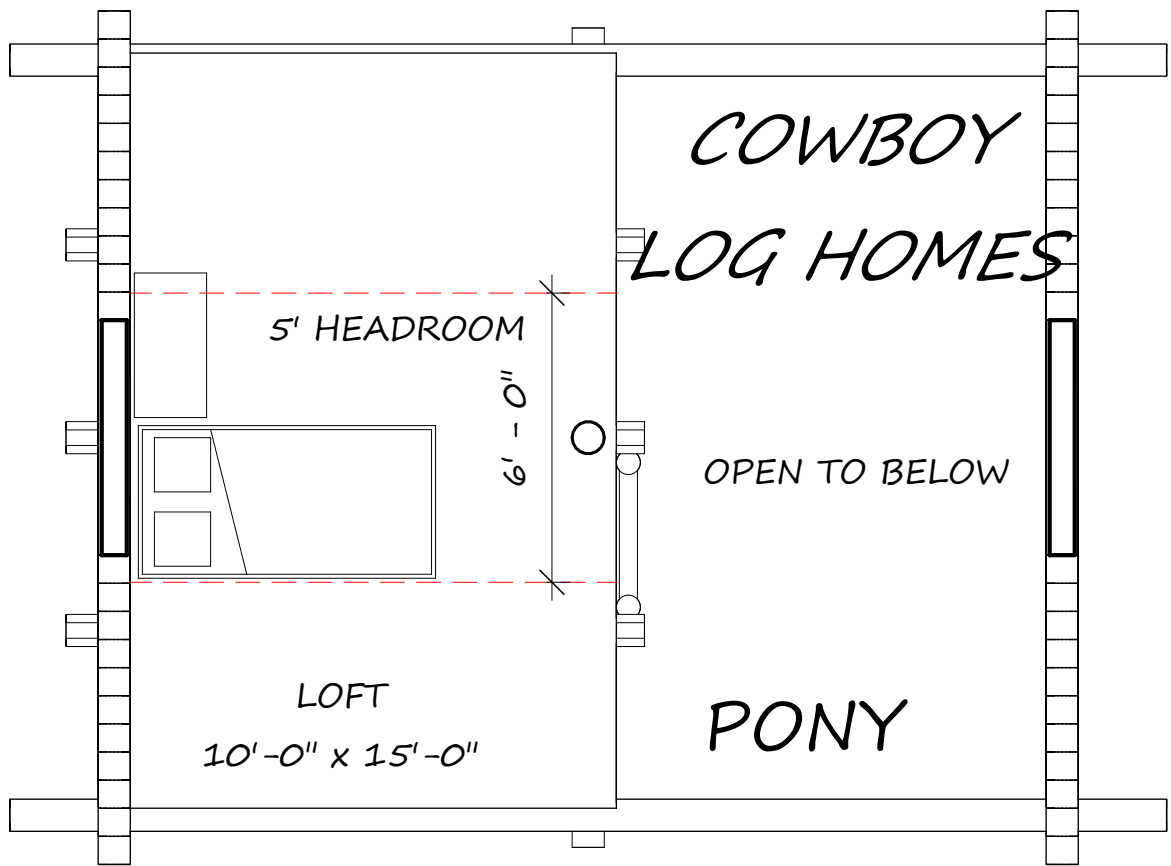 COWBOY
LOG HOMES
5' HEADROOM
6' - 0"
OPEN TO BELOW
LOFT
10'-0" x 15'-0"
PONY